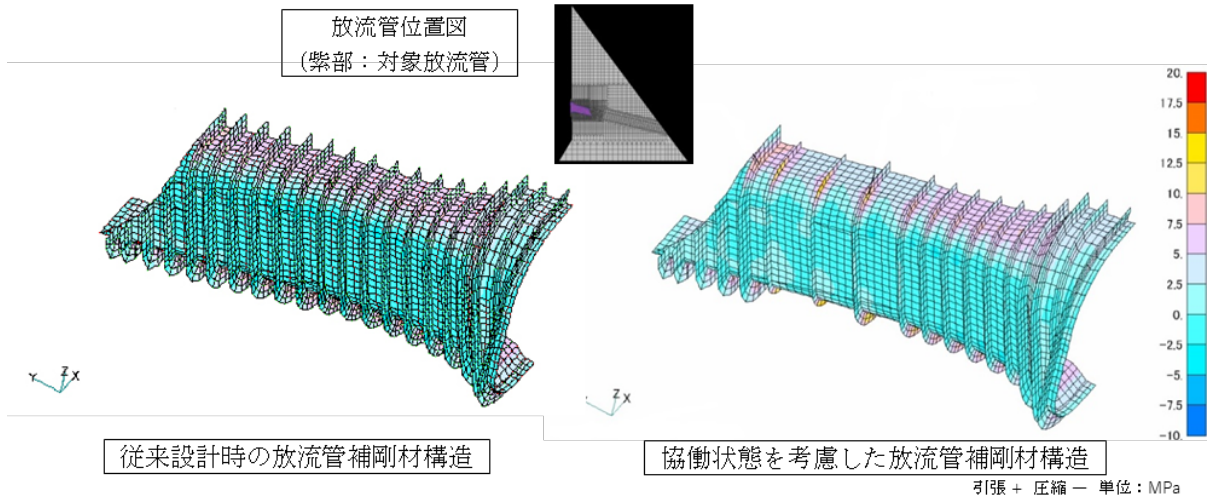 放流管位置図
(紫部：対象放流管)
20.
17.5
15.
12.5
10.
7.5
5.
2.5
0.
-2.5
-5.
-7.5
-10.
Y Z X
Z X
従来設計時の放流管補剛材構造
協働状態を考慮した放流管補剛材構造
引張 + 圧縮 － 単位：MPa